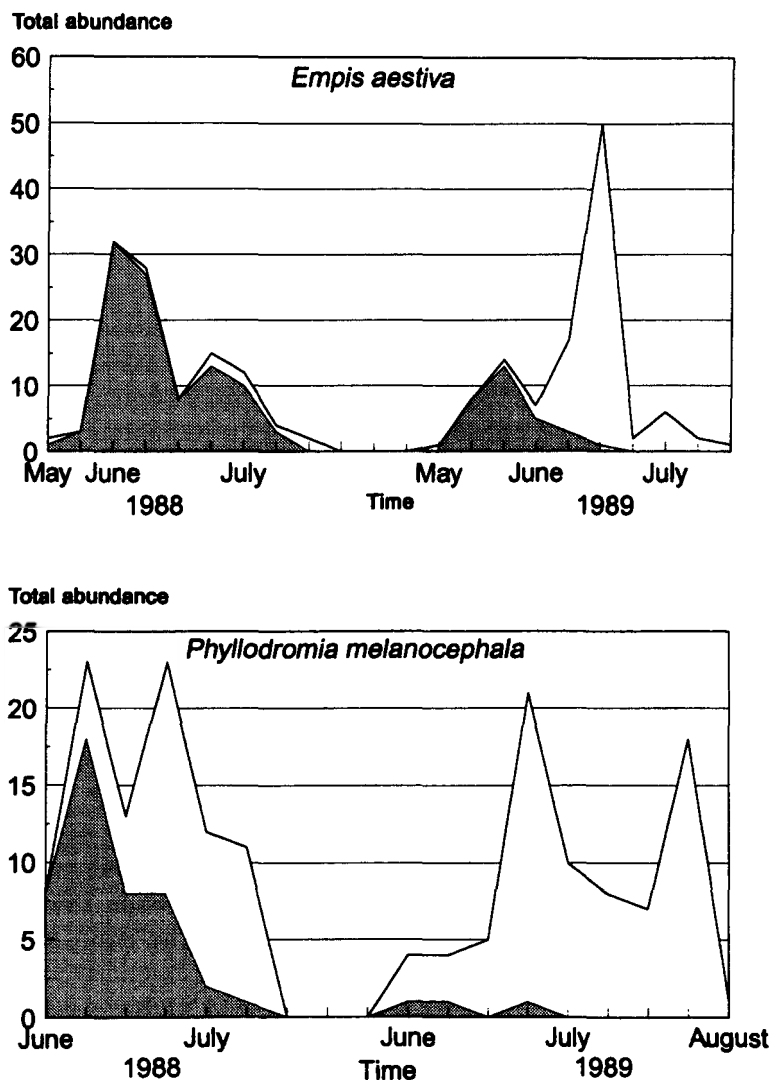 Total abundance
60
Empis aestiva
50
40
30
20
10
0
May June July May June July
1988 Time 1989
Total abundance
25
Phyllodromia melanocephala
20
15
10
5
0
June July June July August
1988 Time 1989